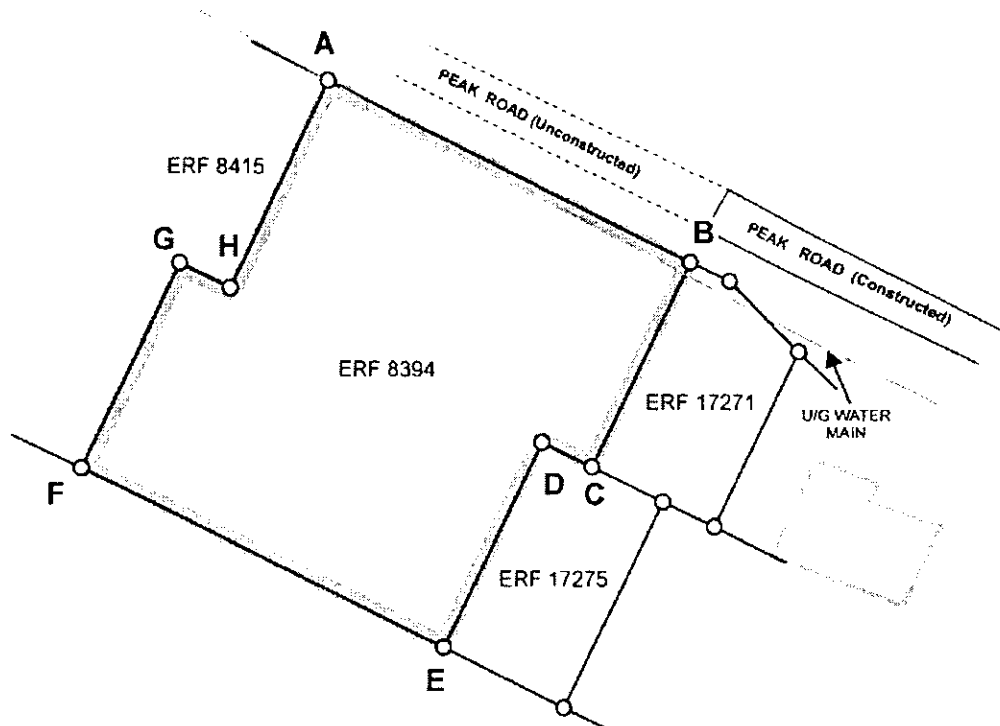 A
PEAK ROAD (Unconstructed)
ERF 8415
G
H
B
PEAK ROAD (Constructed)
ERF 8394
ERF 17271
U/G WATER
MAIN
D
C
F
ERF 17275
E